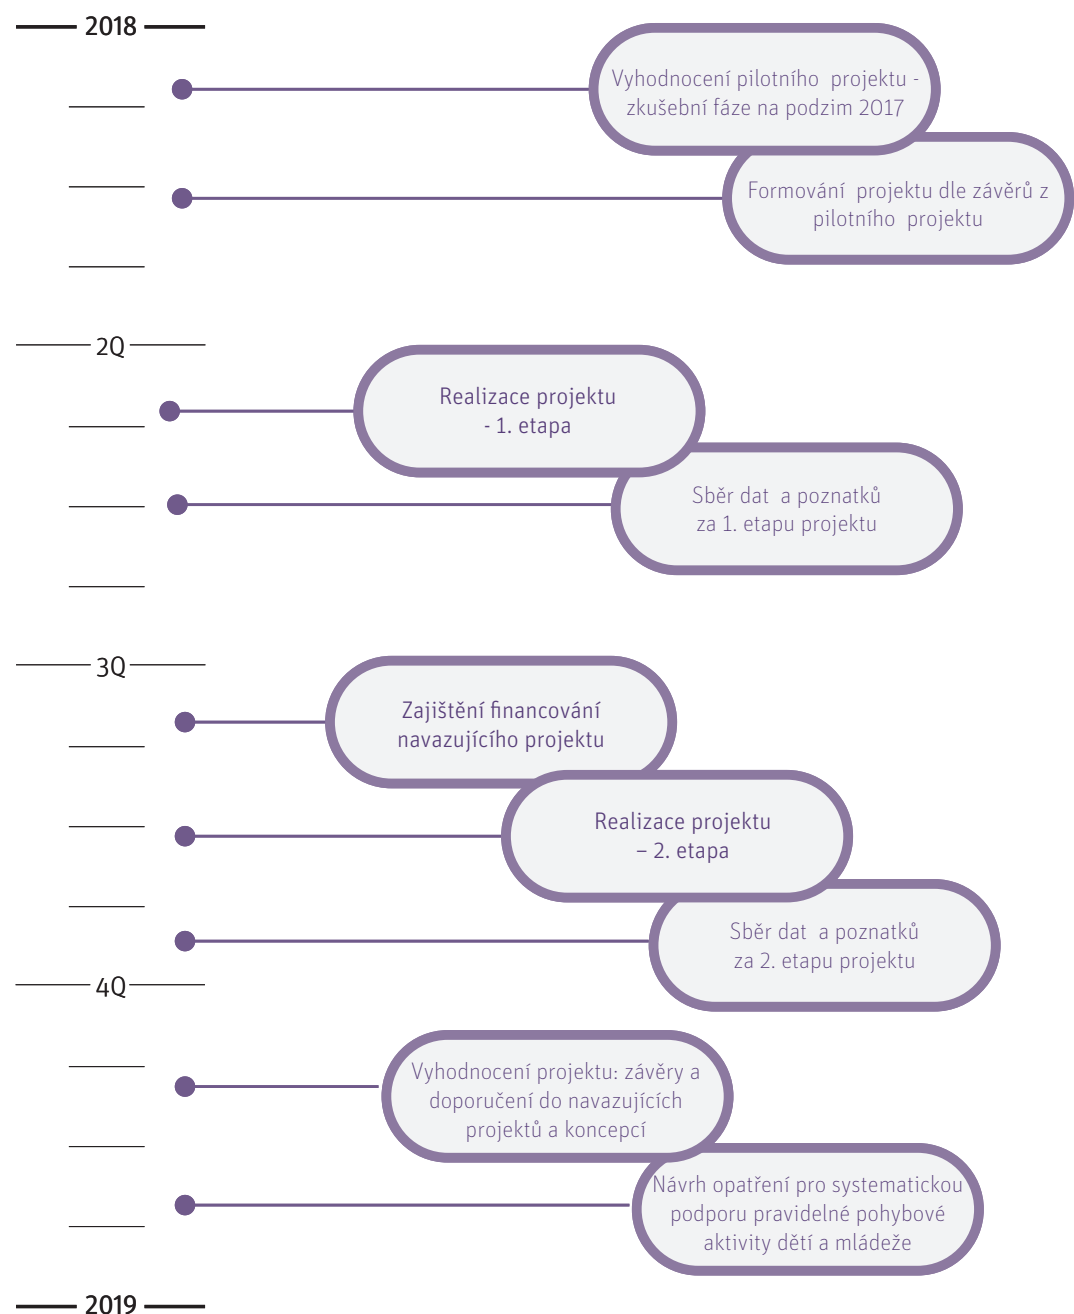 2018
Vyhodnocení pilotního projektu -
zkušební fáze na podzim 2017
Formování projektu dle závěrů z
pilotního projektu
2Q
Realizace projektu
- 1. etapa
Sběr dat a poznatků
za 1. etapu projektu
3Q
Zajištění financování
navazujícího projektu
Realizace projektu
– 2. etapa
Sběr dat a poznatků
za 2. etapu projektu
4Q
Vyhodnocení projektu: závěry a
doporučení do navazujících
projektů a koncepcí
Návrh opatření pro systematickou
podporu pravidelné pohybové
aktivity dětí a mládeže
2019